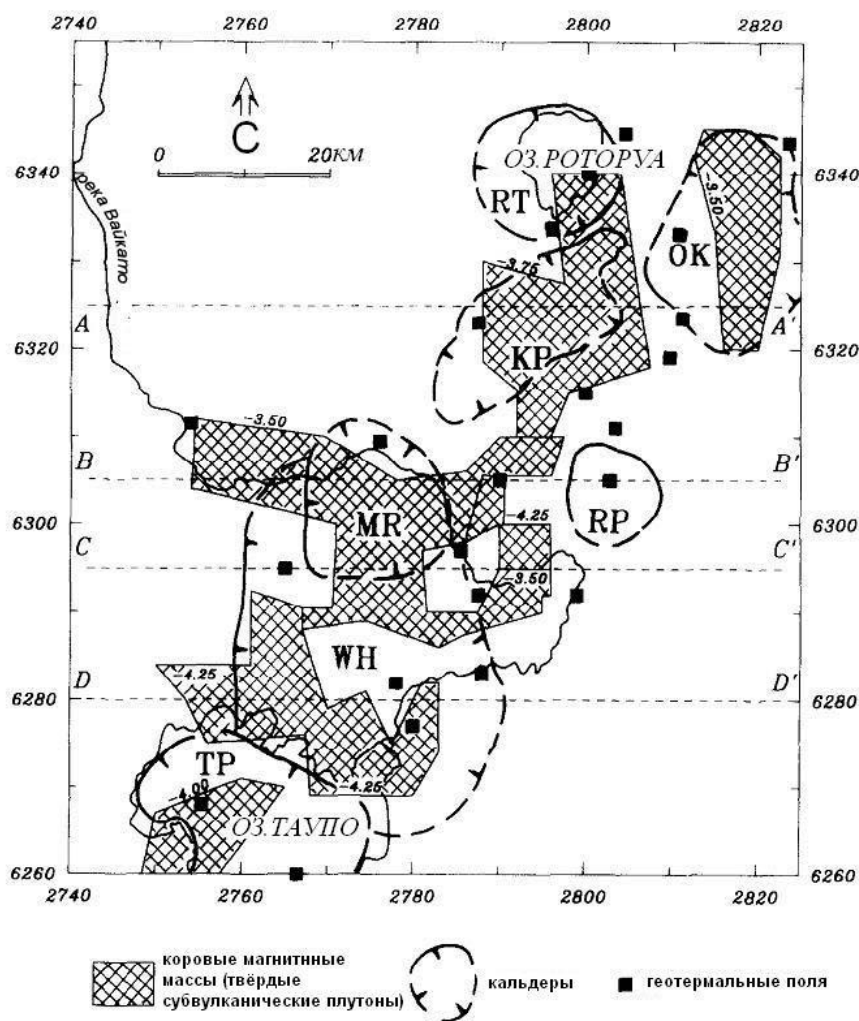 2740 2760 2780 2800 2820
С
0 20КМ
6340 6340
река Вайкато
ОЗ. РОТОРУА
RT
-3.50
OK
-3.75
A A'
6320 6320
KP
-3.50
B B'
RP
6300 6300
MR
-4.25
C C'
-3.50
WH
-4.25
6280 6280
D D'
TP
-4.25
-4.00
ОЗ.ТАУПО
6260 6260
2740 2760 2780 2800 2820
коровые магнитнные
массы (твёрдые
субвулканические плутоны)
кальдеры
геотермальные поля